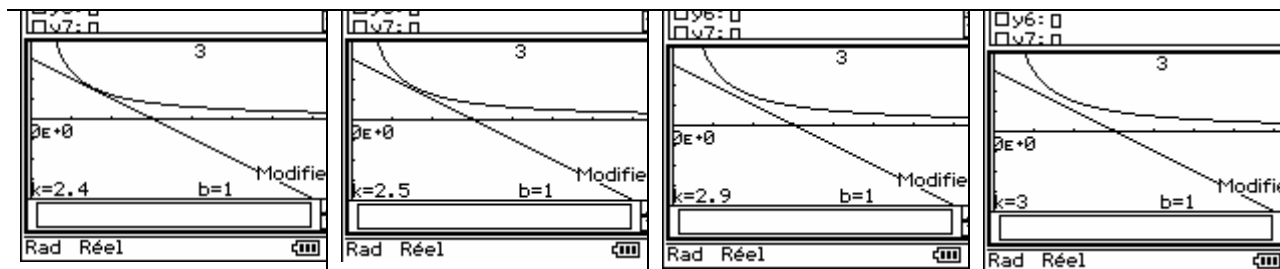 y6:
y7:
3
0E+0
Modifie
k=2.4 b=1
Rad Réel
y7:
3
0E+0
Modifie
k=2.5 b=1
Rad Réel
y6:
y7:
3
0E+0
Modifie
k=2.9 b=1
Rad Réel
y6:
y7:
3
0E+0
Modifie
k=3 b=1
Rad Réel